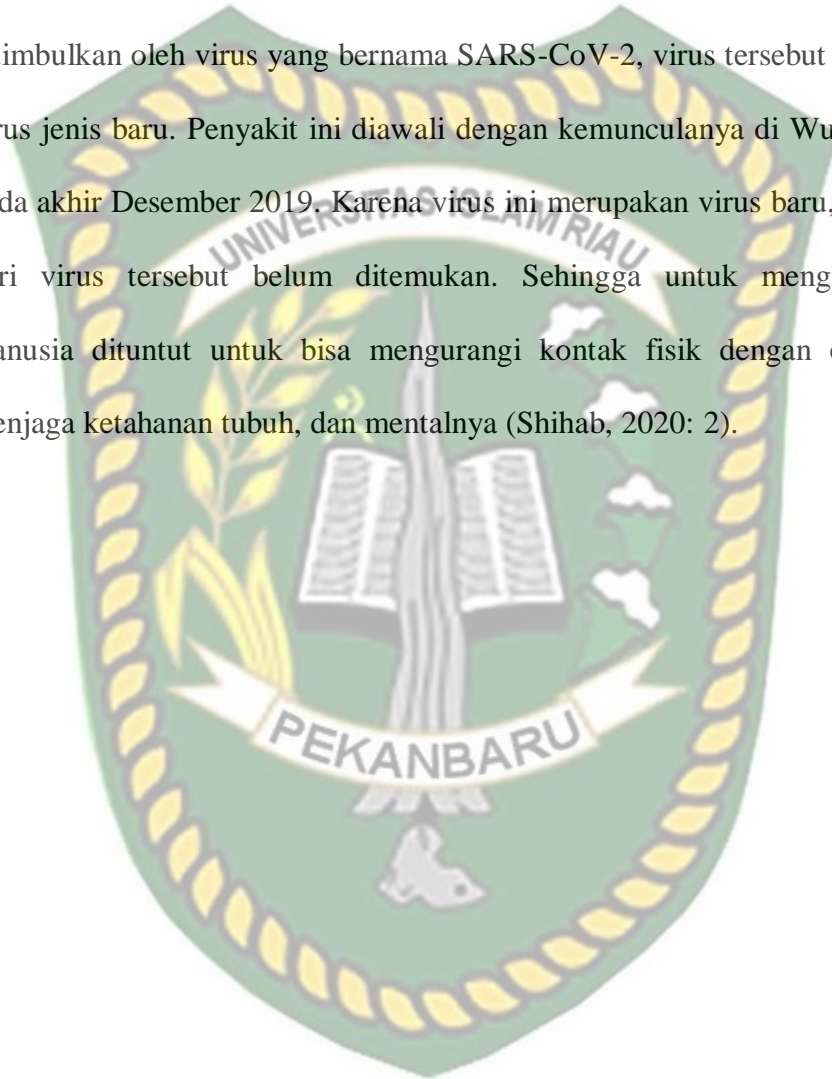 imbulkan oleh virus yang bernama SARS-CoV-2, virus tersebut
rus jenis baru. Penyakit ini diawali dengan kemunculanya di Wu
da akhir Desember 2019. Karena virus ini merupakan virus baru,
UNIVERSITAS ISLAM RIAU
ri virus tersebut belum ditemukan. Sehingga untuk meng
anusia dituntut untuk bisa mengurangi kontak fisik dengan
enjaga ketahanan tubuh, dan mentalnya (Shihab, 2020: 2).
PEKANBARU